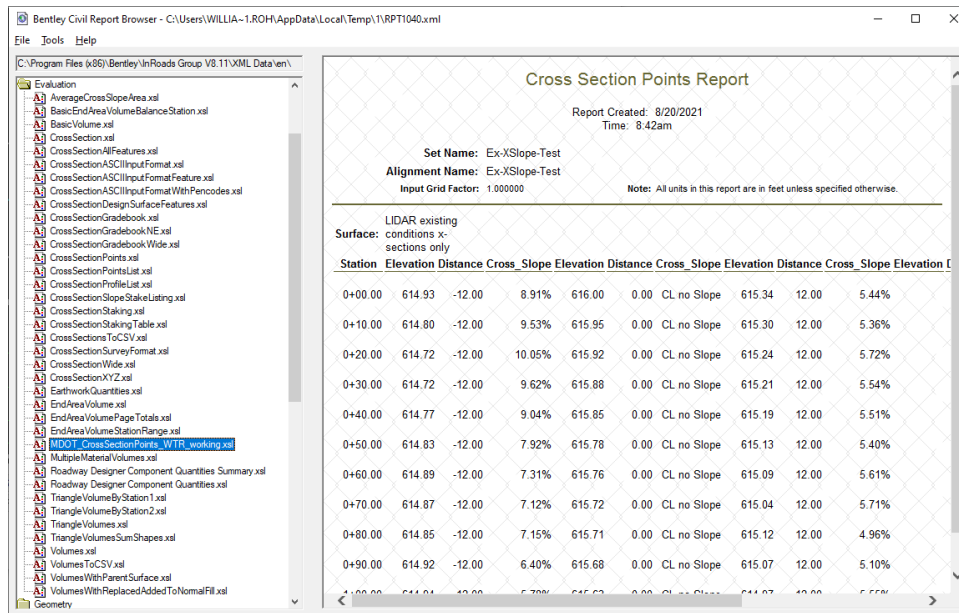 Bentley Civil Report Browser - C:\Users\WILLIA~1.ROH\AppData\Local\Temp\1\RPT1040.xml
File Tools Help
C:\Program Files (x86)\Bentley\InRoads Group V8.11\XML Data\en\
Evaluation
AverageCrossSlopeArea.xsl
BasicEndAreaVolumeBalanceStation.xsl
BasicVolume.xsl
CrossSection.xsl
CrossSectionAllFeatures.xsl
CrossSectionASCIIInputFormat.xsl
CrossSectionASCIIInputFormatFeature.xsl
CrossSectionASCIIInputFormatWithPencodes.xsl
CrossSectionDesignSurfaceFeatures.xsl
CrossSectionGradebook.xsl
CrossSectionGradebookNE.xsl
CrossSectionGradebookWide.xsl
CrossSectionPoints.xsl
CrossSectionPointsList.xsl
CrossSectionProfileList.xsl
CrossSectionSlopeStakeListing.xsl
CrossSectionStaking.xsl
CrossSectionStakingTable.xsl
CrossSectionsToCSV.xsl
CrossSectionSurveyFormat.xsl
CrossSectionWide.xsl
CrossSectionXYZ.xsl
EarthworkQuantities.xsl
EndAreaVolume.xsl
EndAreaVolumePageTotals.xsl
EndAreaVolumeStationRange.xsl
MDOT_CrossSectionPoints_WTR_working.xsl
MultipleMaterialVolumes.xsl
Roadway Designer Component Quantities Summary.xsl
Roadway Designer Component Quantities.xsl
TriangleVolumeByStation1.xsl
TriangleVolumeByStation2.xsl
TriangleVolumes.xsl
TriangleVolumesSumShapes.xsl
Volumes.xsl
VolumesToCSV.xsl
VolumesWithParentSurface.xsl
VolumesWithReplacedAddedToNormalFill.xsl
Geometry
Cross Section Points Report
Report Created: 8/20/2021
Time: 8:42am
Set Name: Ex-XSlope-Test
Alignment Name: Ex-XSlope-Test
Input Grid Factor: 1.000000 Note: All units in this report are in feet unless specified otherwise.
LIDAR existing
Surface: conditions x-
sections only
Station Elevation Distance Cross_Slope Elevation Distance Cross_Slope Elevation Distance Cross_Slope Elevation
0+00.00 614.93 -12.00 8.91% 616.00 0.00 CL no Slope 615.34 12.00 5.44%
0+10.00 614.80 -12.00 9.53% 615.95 0.00 CL no Slope 615.30 12.00 5.36%
0+20.00 614.72 -12.00 10.05% 615.92 0.00 CL no Slope 615.24 12.00 5.72%
0+30.00 614.72 -12.00 9.62% 615.88 0.00 CL no Slope 615.21 12.00 5.54%
0+40.00 614.77 -12.00 9.04% 615.85 0.00 CL no Slope 615.19 12.00 5.51%
0+50.00 614.83 -12.00 7.92% 615.78 0.00 CL no Slope 615.13 12.00 5.40%
0+60.00 614.89 -12.00 7.31% 615.76 0.00 CL no Slope 615.09 12.00 5.61%
0+70.00 614.87 -12.00 7.12% 615.72 0.00 CL no Slope 615.04 12.00 5.71%
0+80.00 614.85 -12.00 7.15% 615.71 0.00 CL no Slope 615.12 12.00 4.96%
0+90.00 614.92 -12.00 6.40% 615.68 0.00 CL no Slope 615.07 12.00 5.10%